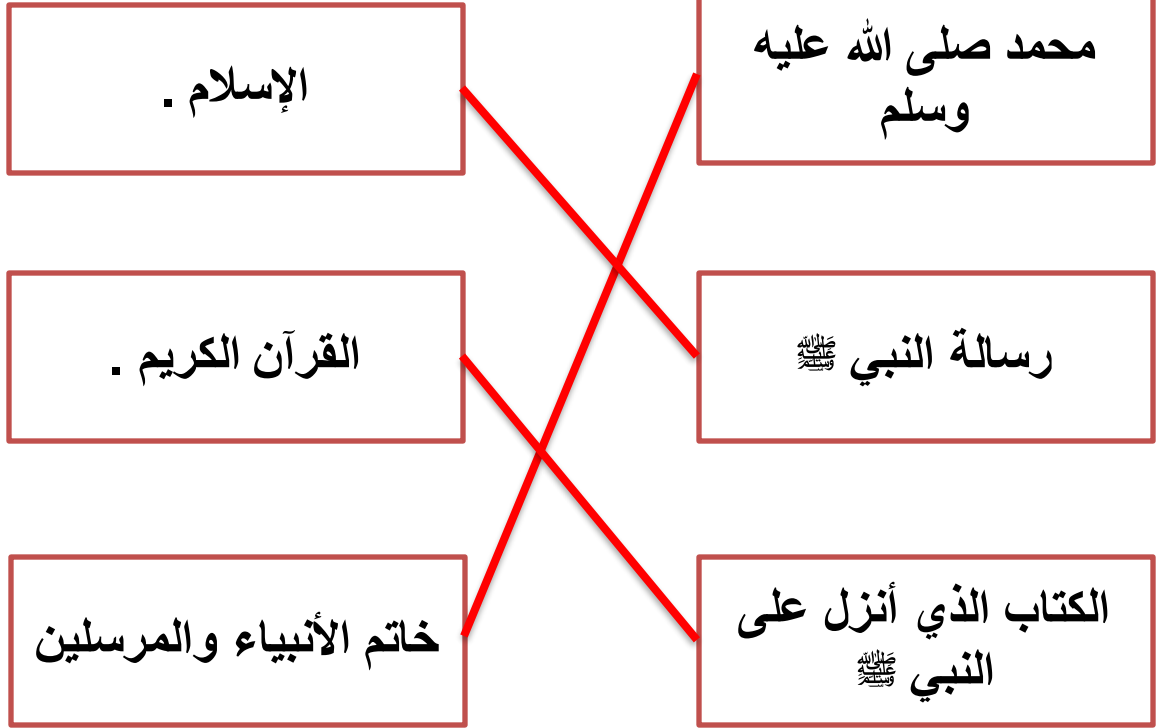 محمد صلى الله عليه
وسلم
الإسلام .
رسالة النبي ﷺ
القرآن الكريم .
الكتاب الذي أنزل على
النبي ﷺ
خاتم الأنبياء والمرسلين